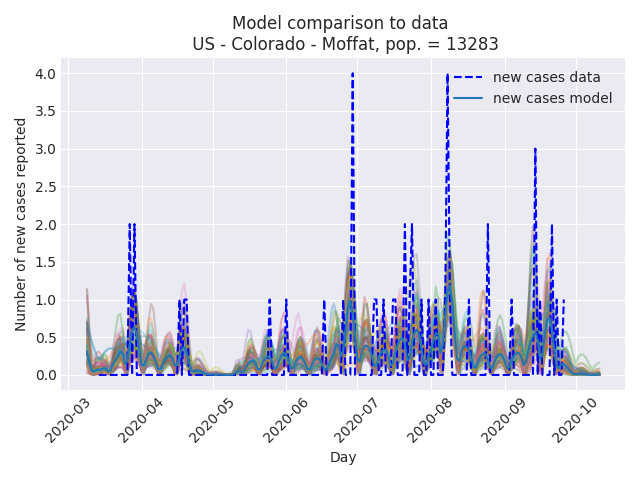 Model comparison to data
US - Colorado - Moffat, pop. = 13283
new cases data
new cases model
Number of new cases reported
4.0
3.5
3.0
2.5
2.0
1.5
1.0
0.5
0.0
2020-03
2020-04
2020-05
2020-06
2020-07
2020-08
2020-09
2020-10
Day